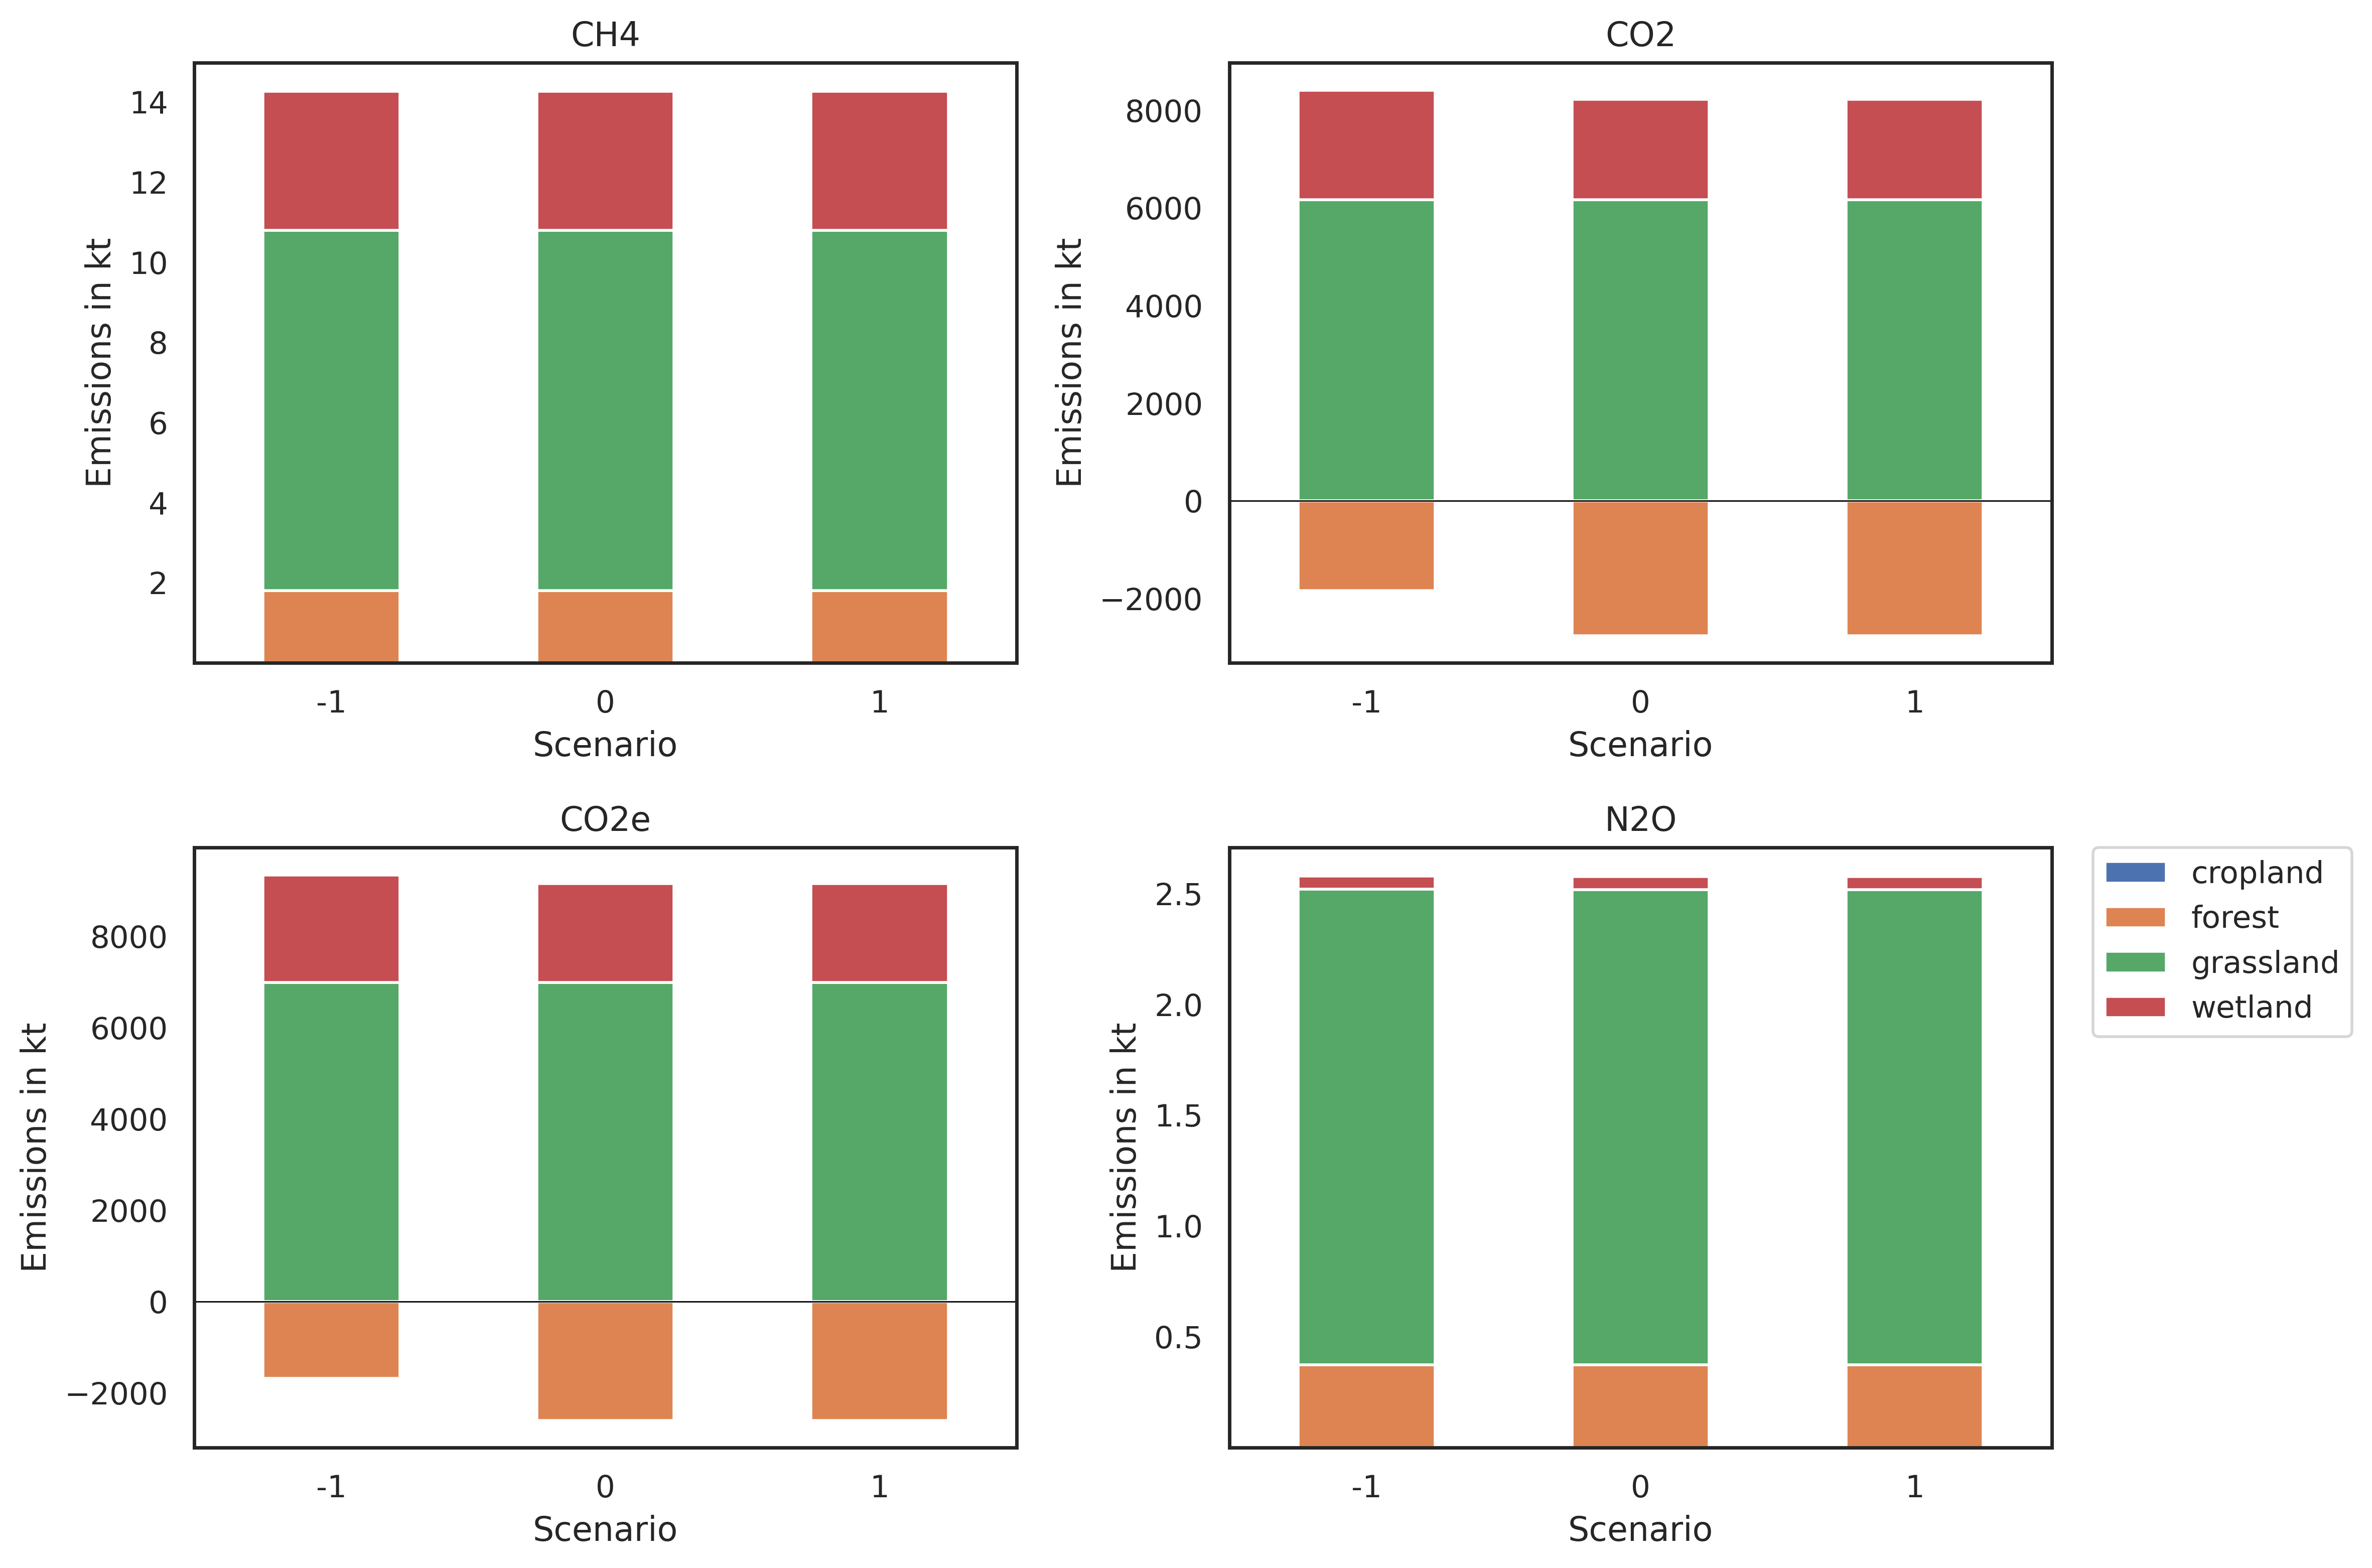 CH4
14
12
10
8
6
4
2
Emissions in kt
-1 0 1
Scenario
CO2
8000
6000
4000
2000
0
−2000
Emissions in kt
-1 0 1
Scenario
CO2e
8000
6000
4000
2000
0
−2000
Emissions in kt
-1 0 1
Scenario
N2O
2.5
2.0
1.5
1.0
0.5
Emissions in kt
-1 0 1
Scenario
cropland
forest
grassland
wetland